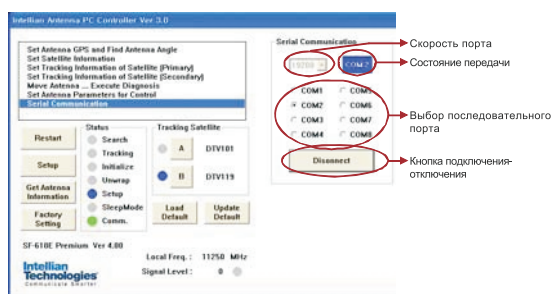 Intellian Antenna PC Controller Ver 3.0
Set Antenna GPS and Find Antenna Angle
Set Satellite Information
Set Tracking Information of Satellite [Primary]
Set Tracking Information of Satellite [Secondary]
Move Antenna ... Execute Diagnosis
Set Antenna Parameters for Control
Serial Communication
Restart
Setup
Get Antenna Information
Factory Setting
Status
Search
Tracking
Initialize
Unwrap
Setup
SleepMode
Comm.
Tracking Satellite
A DTV101
B DTV119
Load Default
Update Default
SF-610E Premium Ver 4.00
Local Freq. : 11250 MHz
Signal Level : 0
Intellian
Technologies
Communicate Smarter
Serial Communication
19200
COM 2
COM1 COM5
COM2 COM6
COM3 COM7
COM4 COM8
Disconnect
Скорость порта
Состояние передачи
Выбор последовательного
порта
Кнопка подключения-
отключения